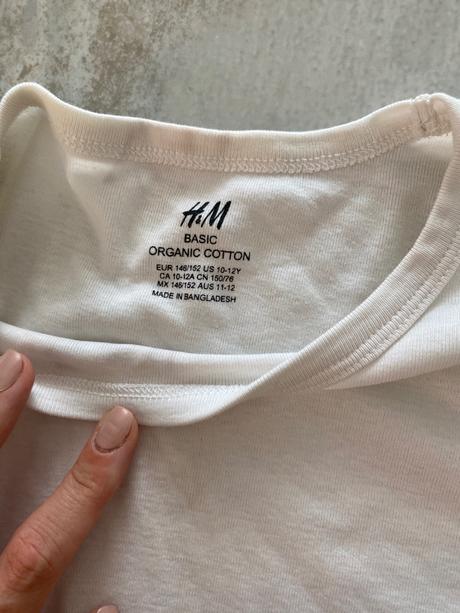 H&M
BASIC
ORGANIC COTTON
EUR 146/152 US 10-12Y
CA 10-12A CN 150/76
MX 146/152 AUS 11-12
MADE IN BANGLADESH